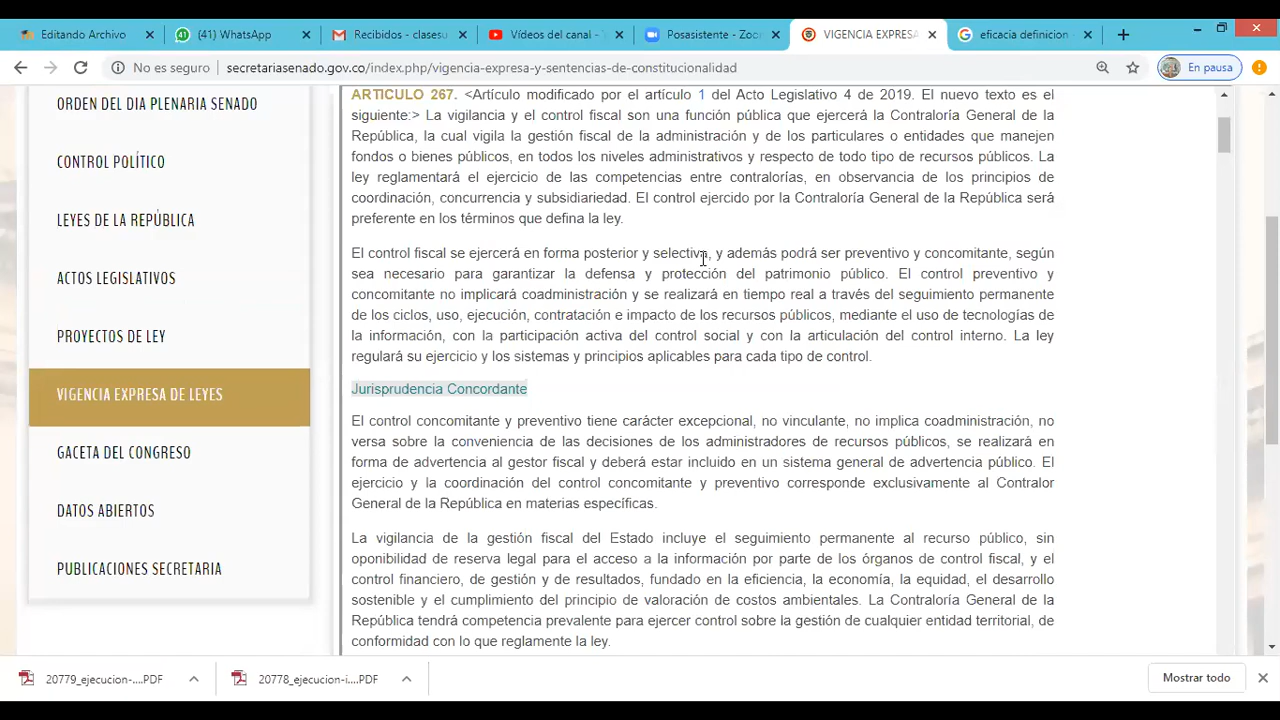 Editando Archivo
(41) WhatsApp
Recibidos - clasesu
Vídeos del canal -
Posasistente - Zoo
VIGENCIA EXPRESA
eficacia definicion -
No es seguro
secretariasenado.gov.co/index.php/vigencia-expresa-y-sentencias-de-constitucionalidad
En pausa
ORDEN DEL DIA PLENARIA SENADO
CONTROL POLÍTICO
LEYES DE LA REPÚBLICA
ACTOS LEGISLATIVOS
PROYECTOS DE LEY
VIGENCIA EXPRESA DE LEYES
GACETA DEL CONGRESO
DATOS ABIERTOS
PUBLICACIONES SECRETARIA
ARTICULO 267. <Artículo modificado por el artículo 1 del Acto Legislativo 4 de 2019. El nuevo texto es el
siguiente:> La vigilancia y el control fiscal son una función pública que ejercerá la Contraloría General de la
República, la cual vigila la gestión fiscal de la administración y de los particulares o entidades que manejen
fondos o bienes públicos, en todos los niveles administrativos y respecto de todo tipo de recursos públicos. La
ley reglamentará el ejercicio de las competencias entre contralorías, en observancia de los principios de
coordinación, concurrencia y subsidiariedad. El control ejercido por la Contraloría General de la República será
preferente en los términos que defina la ley.
El control fiscal se ejercerá en forma posterior y selectiva, y además podrá ser preventivo y concomitante, según
sea necesario para garantizar la defensa y protección del patrimonio público. El control preventivo y
concomitante no implicará coadministración y se realizará en tiempo real a través del seguimiento permanente
de los ciclos, uso, ejecución, contratación e impacto de los recursos públicos, mediante el uso de tecnologías de
la información, con la participación activa del control social y con la articulación del control interno. La ley
regulará su ejercicio y los sistemas y principios aplicables para cada tipo de control.
Jurisprudencia Concordante
El control concomitante y preventivo tiene carácter excepcional, no vinculante, no implica coadministración, no
versa sobre la conveniencia de las decisiones de los administradores de recursos públicos, se realizará en
forma de advertencia al gestor fiscal y deberá estar incluido en un sistema general de advertencia público. El
ejercicio y la coordinación del control concomitante y preventivo corresponde exclusivamente al Contralor
General de la República en materias específicas.
La vigilancia de la gestión fiscal del Estado incluye el seguimiento permanente al recurso público, sin
oponibilidad de reserva legal para el acceso a la información por parte de los órganos de control fiscal, y el
control financiero, de gestión y de resultados, fundado en la eficiencia, la economía, la equidad, el desarrollo
sostenible y el cumplimiento del principio de valoración de costos ambientales. La Contraloría General de la
República tendrá competencia prevalente para ejercer control sobre la gestión de cualquier entidad territorial, de
conformidad con lo que reglamente la ley.
20779_ejecucion-....PDF
20778_ejecucion-i....PDF
Mostrar todo